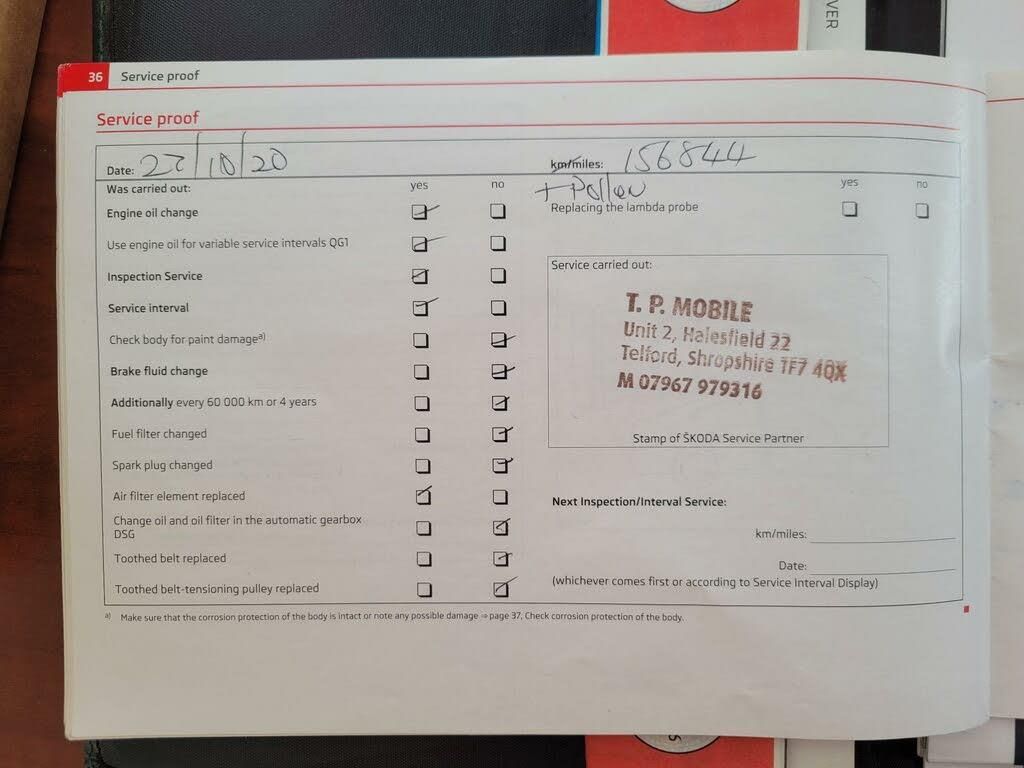 VER
36 Service proof
Service proof
Date: 22/10/20
km/miles: 156844
Was carried out: yes no
+ Pollen
yes no
Engine oil change
Replacing the lambda probe
Use engine oil for variable service intervals QG1
Inspection Service
Service carried out:
Service interval
T. P. MOBILE
Unit 2, Halesfield 22
Telford, Shropshire TF7 4QX
M 07967 979316
Check body for paint damage a)
Brake fluid change
Additionally every 60 000 km or 4 years
Fuel filter changed
Stamp of ŠKODA Service Partner
Spark plug changed
Air filter element replaced
Next Inspection/Interval Service:
Change oil and oil filter in the automatic gearbox
DSG
km/miles:
Toothed belt replaced
Date:
Toothed belt-tensioning pulley replaced
(whichever comes first or according to Service Interval Display)
a) Make sure that the corrosion protection of the body is intact or note any possible damage ⇒ page 37, Check corrosion protection of the body.